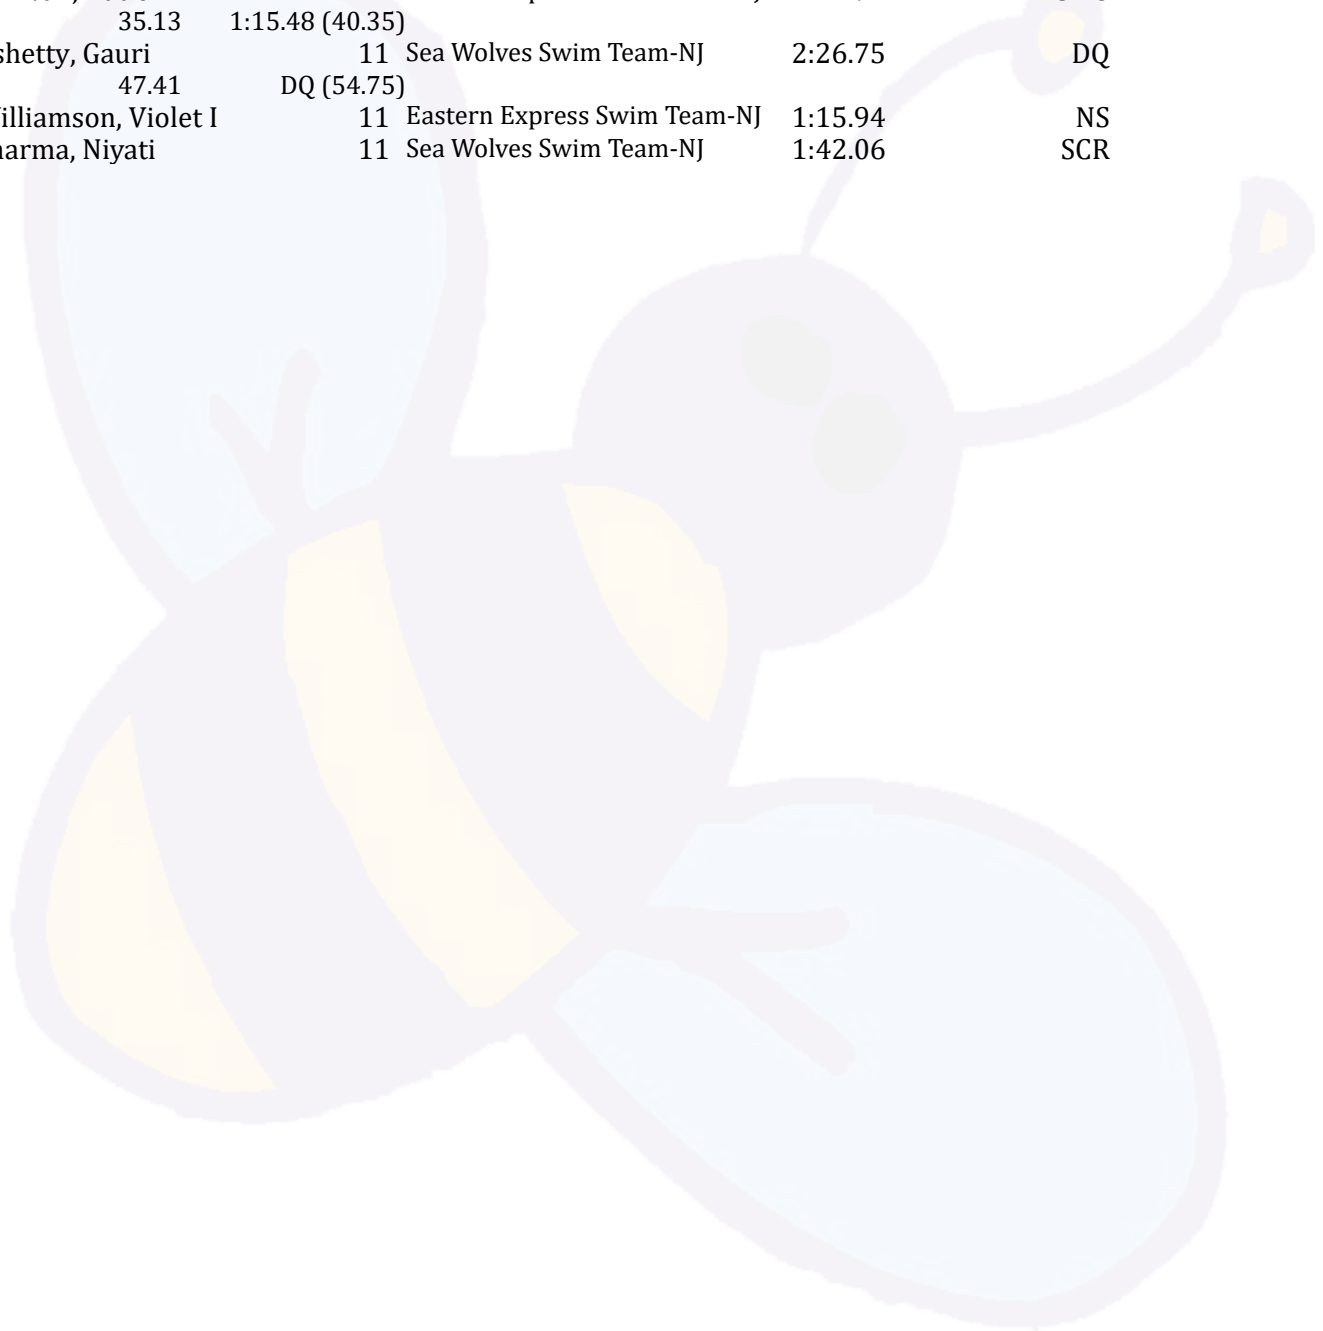 35.13 1:15.48 (40.35)
shetty, Gauri 11 Sea Wolves Swim Team-NJ 2:26.75 DQ
47.41 DQ (54.75)
illiamson, Violet I 11 Eastern Express Swim Team-NJ 1:15.94 NS
arma, Niyati 11 Sea Wolves Swim Team-NJ 1:42.06 SCR